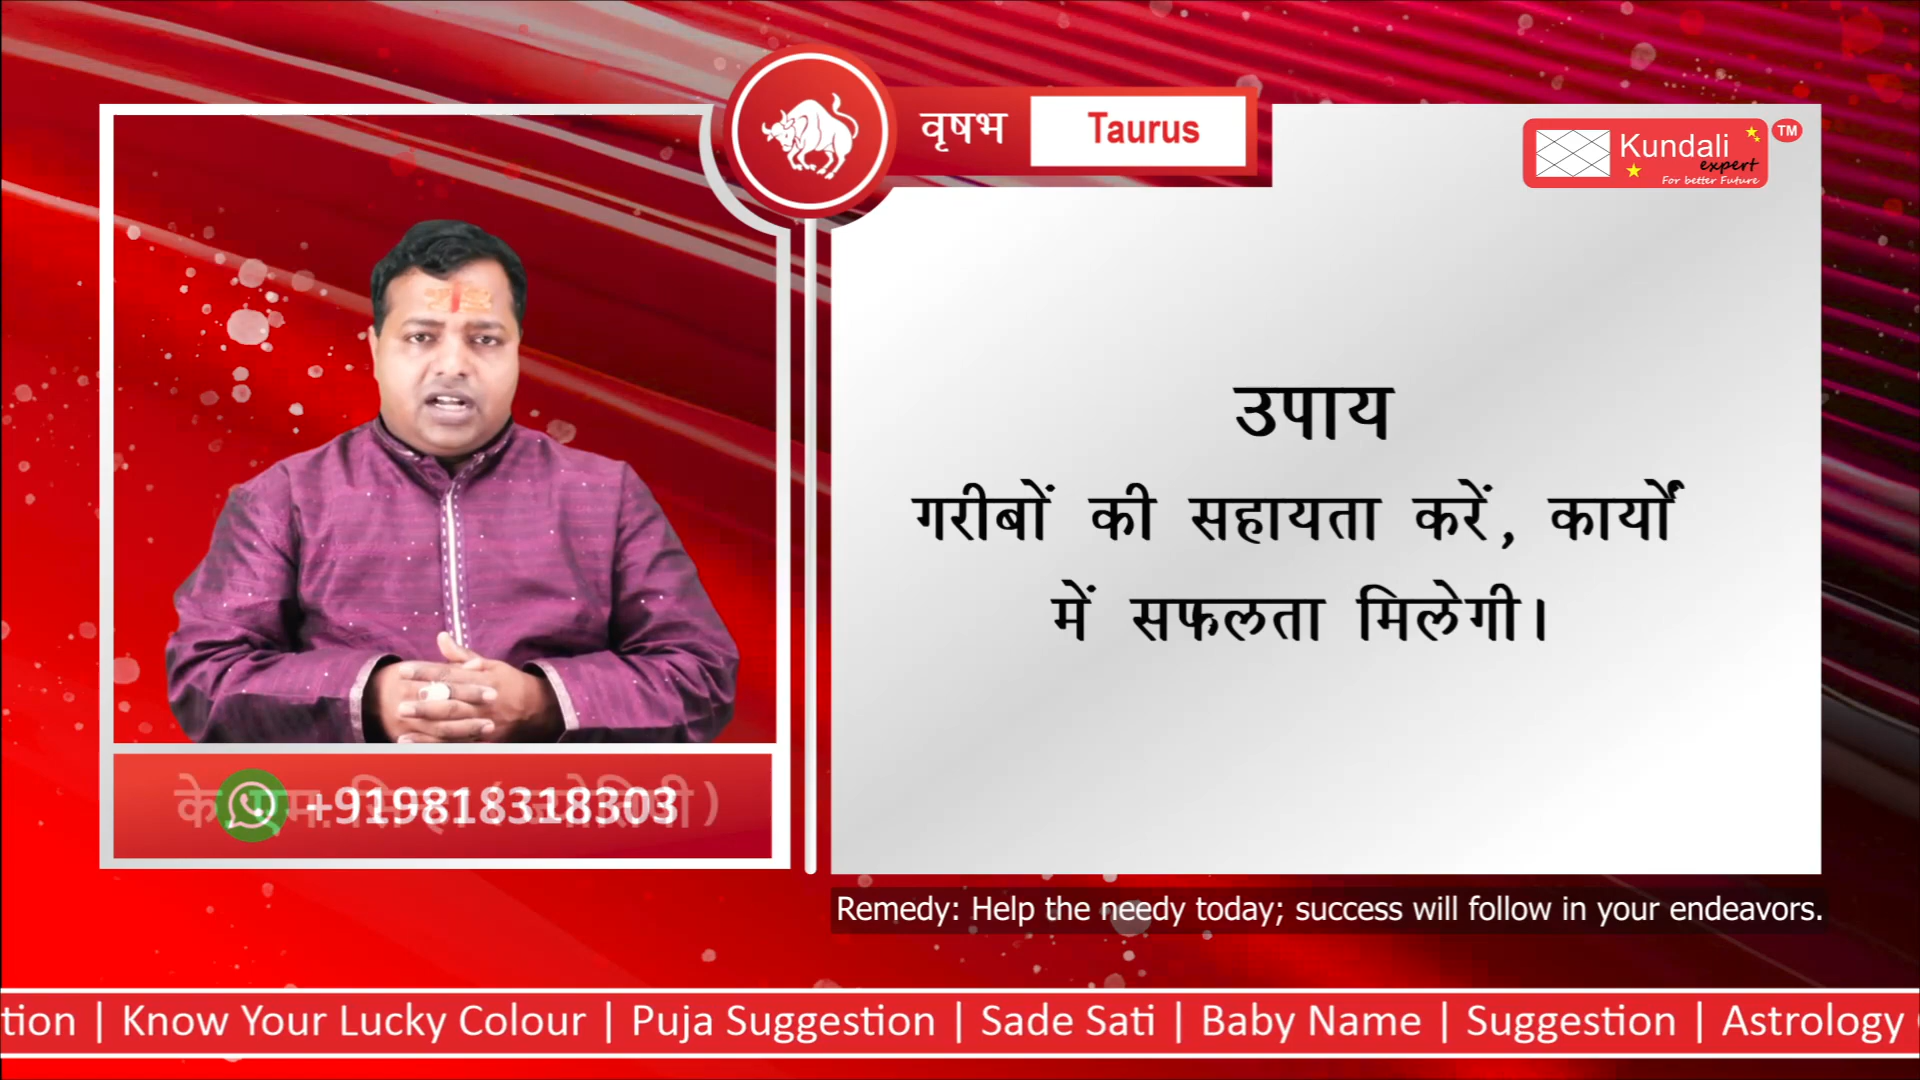 वृषभ
Taurus
Kundali
expert
For better Future
TM
उपाय
गरीबों की सहायता करें, कार्यों
में सफलता मिलेगी।
+919818318303
Remedy: Help the needy today; success will follow in your endeavors.
tion | Know Your Lucky Colour | Puja Suggestion | Sade Sati | Baby Name | Suggestion | Astrology